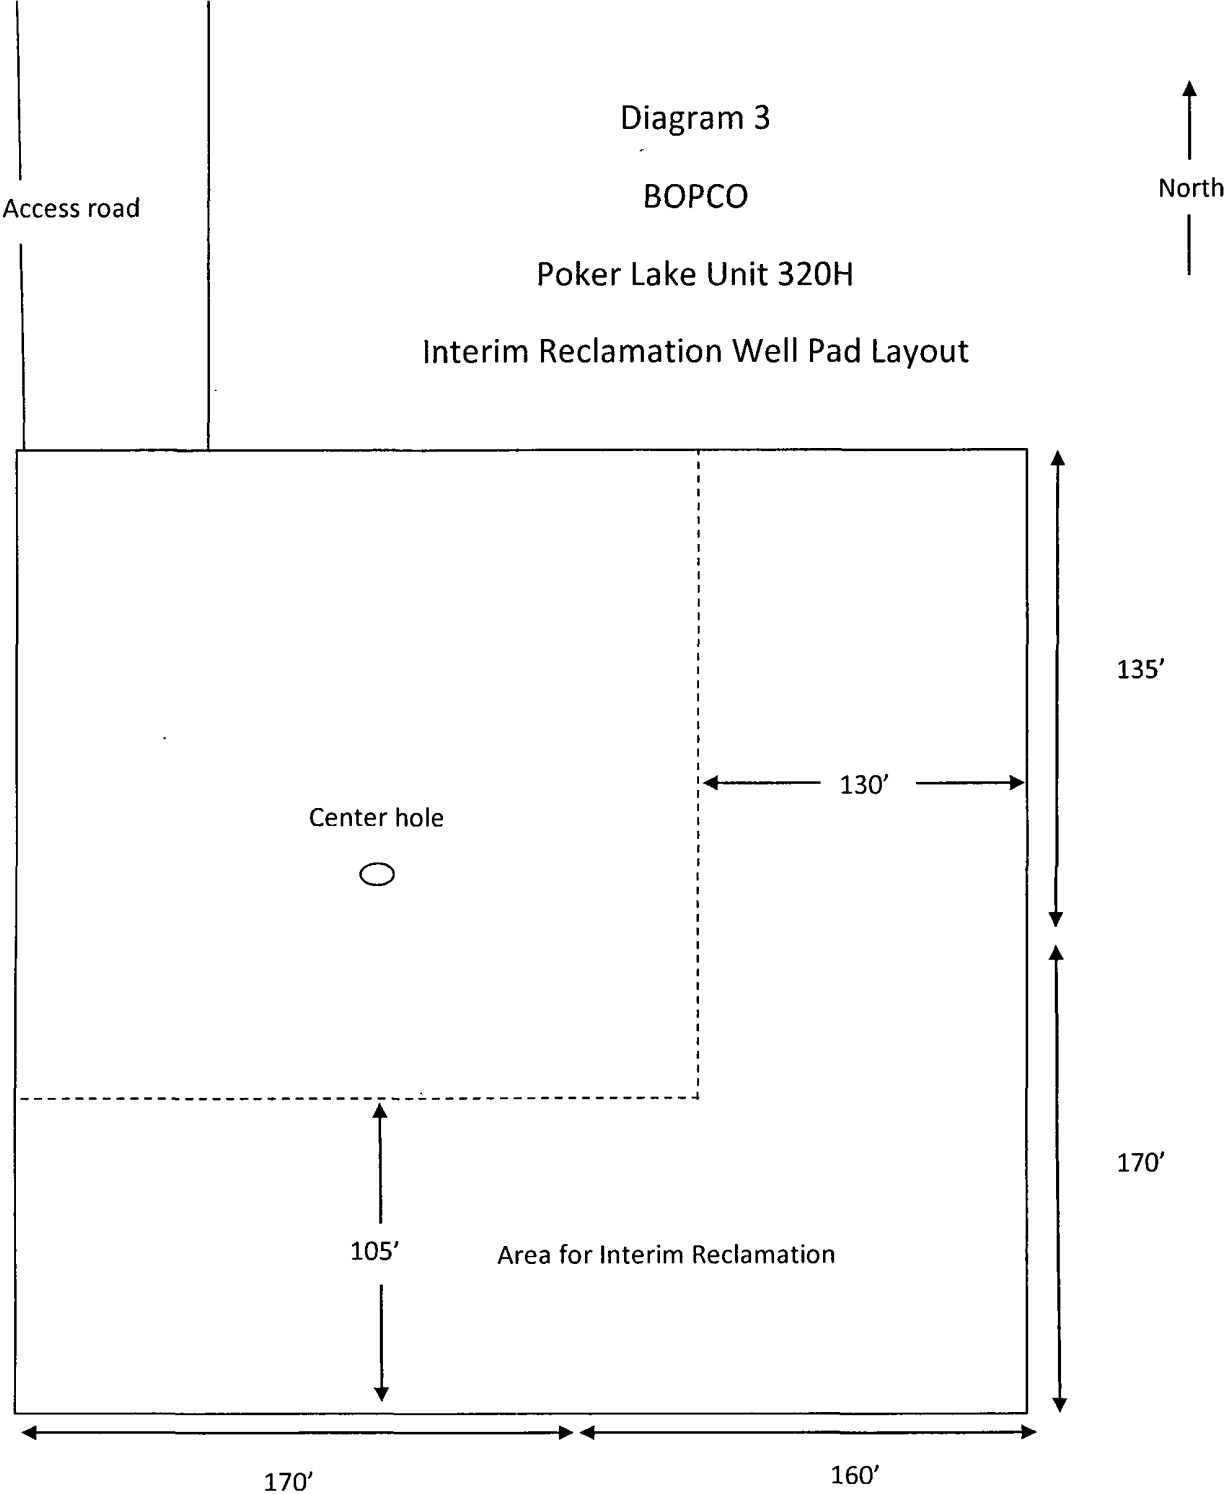 Diagram 3
BOPCO
North
Access road
Poker Lake Unit 320H
Interim Reclamation Well Pad Layout
135’
130’
Center hole
170’
105’
Area for Interim Reclamation
170’
160’